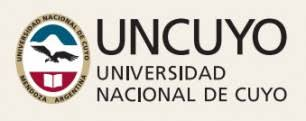 UNIVERSIDAD NACIONAL DE CUYO
MENDOZA ARGENTINA
UNCUYO
UNIVERSIDAD
NACIONAL DE CUYO